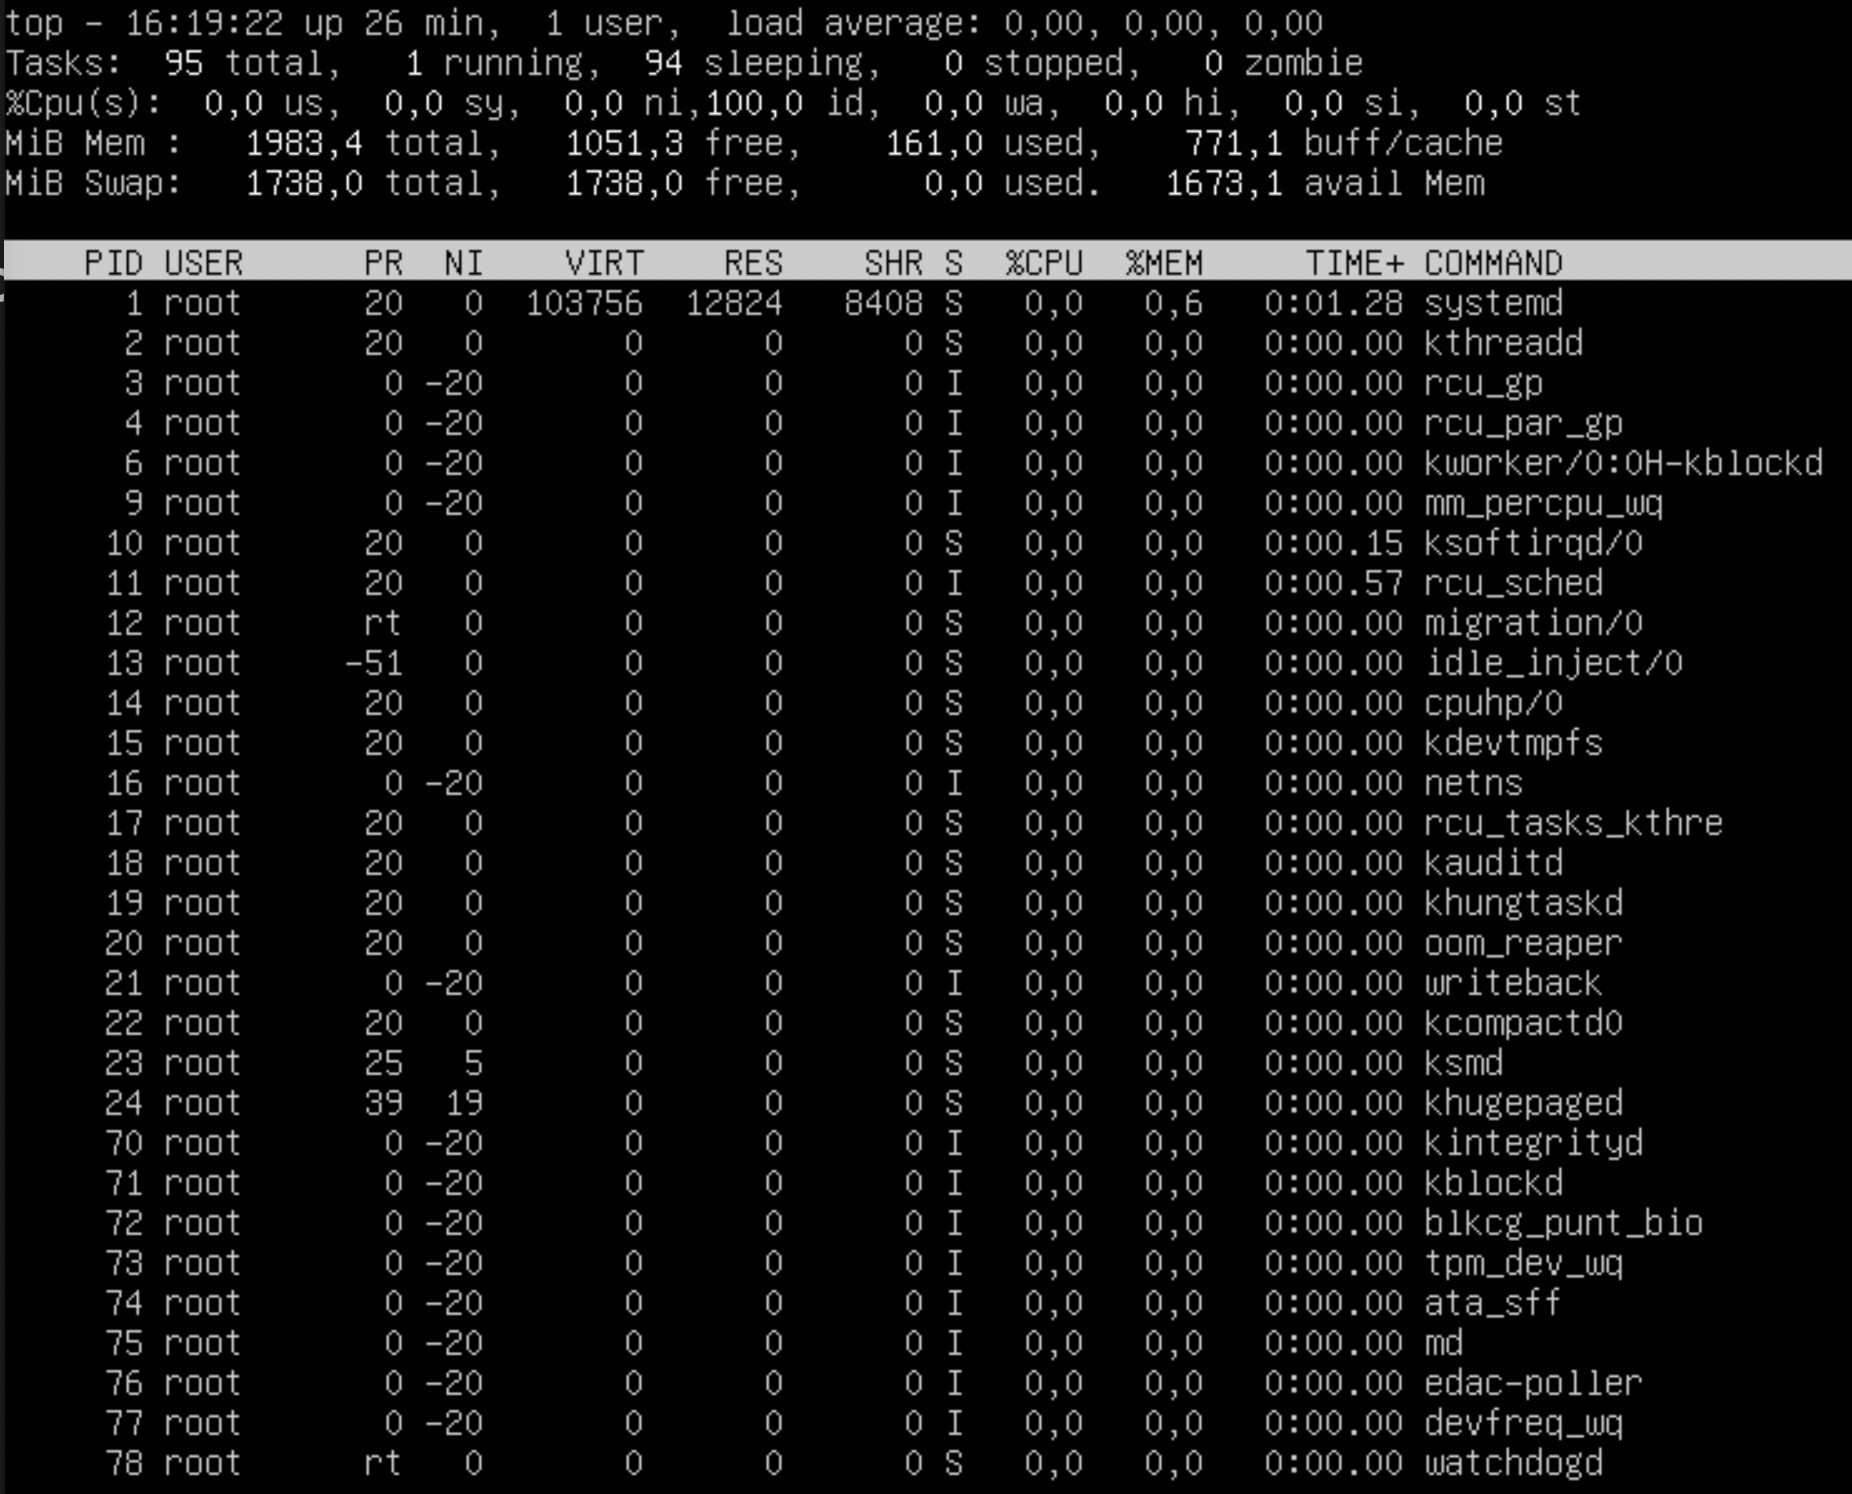 top - 16:19:22 up 26 min,  1 user,  load average: 0,00, 0,00, 0,00
Tasks:  95 total,   1 running,  94 sleeping,   0 stopped,   0 zombie
%Cpu(s):  0,0 us,  0,0 sy,  0,0 ni,100,0 id,  0,0 wa,  0,0 hi,  0,0 si,  0,0 st
MiB Mem :   1983,4 total,   1051,3 free,    161,0 used,    771,1 buff/cache
MiB Swap:   1738,0 total,   1738,0 free,      0,0 used.   1673,1 avail Mem
PID USER PR NI VIRT RES SHR S %CPU %MEM TIME+ COMMAND
1 root 20 0 103756 12824 8408 S 0,0 0,6 0:01.28 systemd
2 root 20 0 0 0 0 S 0,0 0,0 0:00.00 kthreadd
3 root 0 -20 0 0 0 I 0,0 0,0 0:00.00 rcu_gp
4 root 0 -20 0 0 0 I 0,0 0,0 0:00.00 rcu_par_gp
6 root 0 -20 0 0 0 I 0,0 0,0 0:00.00 kworker/0:0H-kblockd
9 root 0 -20 0 0 0 I 0,0 0,0 0:00.00 mm_percpu_wq
10 root 20 0 0 0 0 S 0,0 0,0 0:00.15 ksoftirqd/0
11 root 20 0 0 0 0 I 0,0 0,0 0:00.57 rcu_sched
12 root rt 0 0 0 0 S 0,0 0,0 0:00.00 migration/0
13 root -51 0 0 0 0 S 0,0 0,0 0:00.00 idle_inject/0
14 root 20 0 0 0 0 S 0,0 0,0 0:00.00 cpuhp/0
15 root 20 0 0 0 0 S 0,0 0,0 0:00.00 kdevtmpfs
16 root 0 -20 0 0 0 I 0,0 0,0 0:00.00 netns
17 root 20 0 0 0 0 S 0,0 0,0 0:00.00 rcu_tasks_kthre
18 root 20 0 0 0 0 S 0,0 0,0 0:00.00 kauditd
19 root 20 0 0 0 0 S 0,0 0,0 0:00.00 khungtaskd
20 root 20 0 0 0 0 S 0,0 0,0 0:00.00 oom_reaper
21 root 0 -20 0 0 0 I 0,0 0,0 0:00.00 writeback
22 root 20 0 0 0 0 S 0,0 0,0 0:00.00 kcompactd0
23 root 25 5 0 0 0 S 0,0 0,0 0:00.00 ksmd
24 root 39 19 0 0 0 S 0,0 0,0 0:00.00 khugepaged
70 root 0 -20 0 0 0 I 0,0 0,0 0:00.00 kintegrityd
71 root 0 -20 0 0 0 I 0,0 0,0 0:00.00 kblockd
72 root 0 -20 0 0 0 I 0,0 0,0 0:00.00 blkcg_punt_bio
73 root 0 -20 0 0 0 I 0,0 0,0 0:00.00 tpm_dev_wq
74 root 0 -20 0 0 0 I 0,0 0,0 0:00.00 ata_sff
75 root 0 -20 0 0 0 I 0,0 0,0 0:00.00 md
76 root 0 -20 0 0 0 I 0,0 0,0 0:00.00 edac-poller
77 root 0 -20 0 0 0 I 0,0 0,0 0:00.00 devfreq_wq
78 root rt 0 0 0 0 S 0,0 0,0 0:00.00 watchdogd